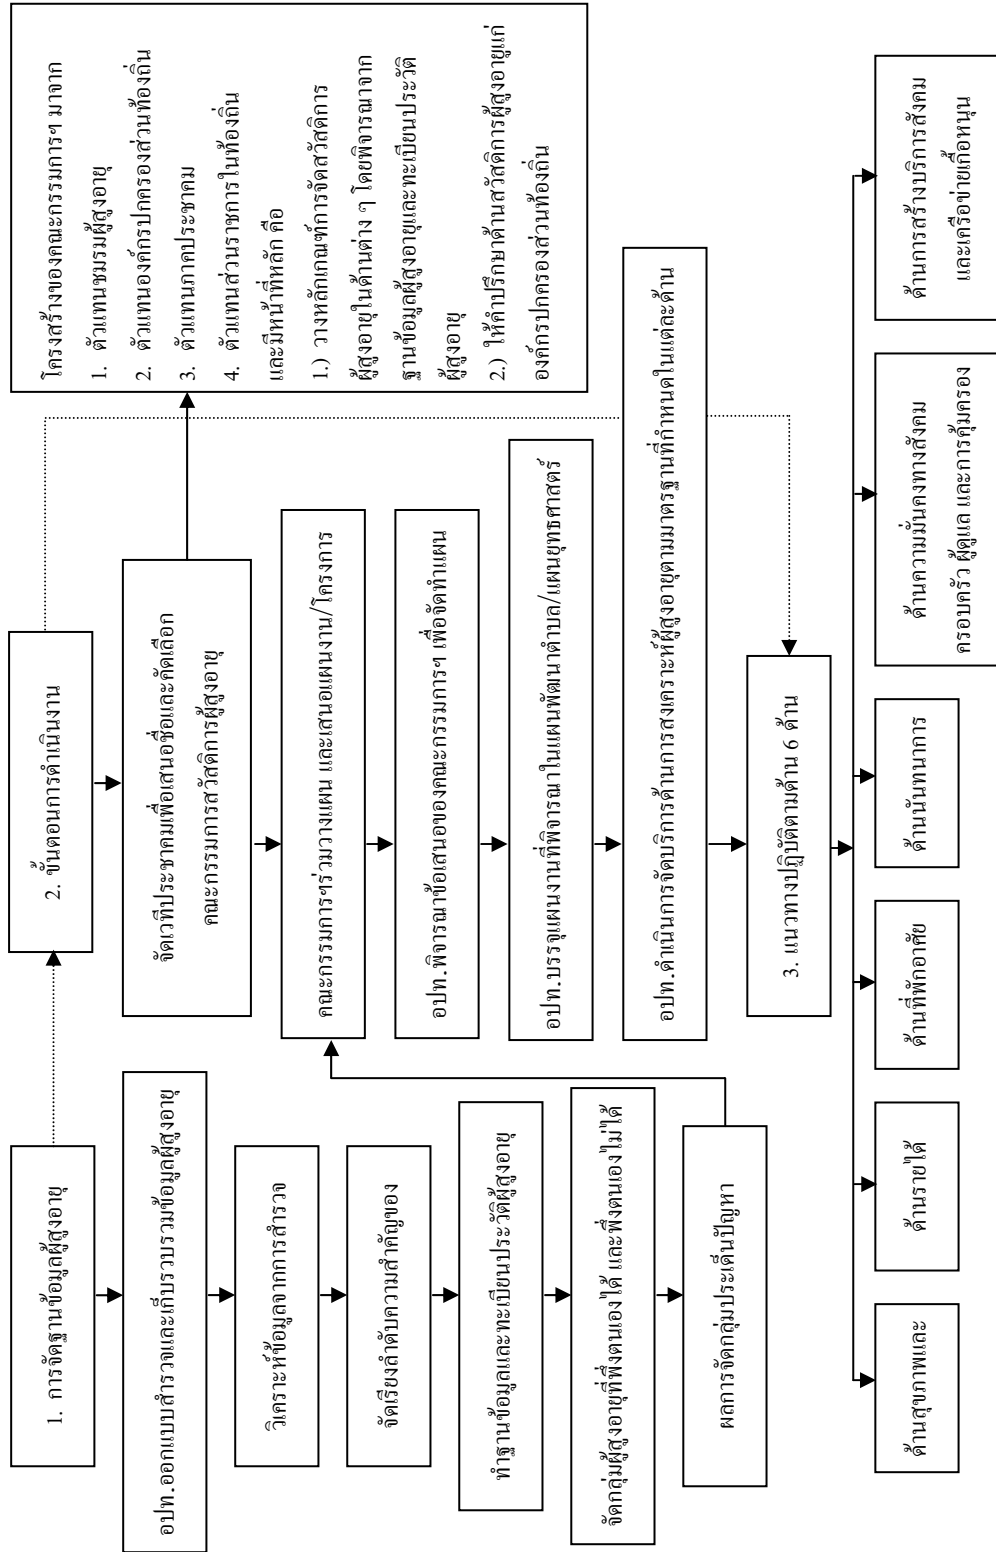 1. การจัดฐานข้อมูลผู้สูงอายุ
อปท.ออกแบบสำรวจและเก็บรวบรวมข้อมูลผู้สูงอายุ
วิเคราะห์ข้อมูลจากการสำรวจ
จัดเรียงลำดับความสำคัญของ
ทำฐานข้อมูลและทะเบียนประวัติผู้สูงอายุ
จัดกลุ่มผู้สูงอายุที่พึ่งตนเองได้ และพึ่งตนเองไม่ได้
ผลการจัดกลุ่มประเด็นปัญหา
2. ขั้นตอนการดำเนินงาน
จัดเวทีประชาคมเพื่อเสนอชื่อและคัดเลือก
คณะกรรมการสวัสดิการผู้สูงอายุ
คณะกรรมการฯร่วมวางแผน และเสนอแผนงาน/โครงการ
อปท.พิจารณาข้อเสนอของคณะกรรมการฯ เพื่อจัดทำแผน
อปท.บรรจุแผนงานที่พิจารณาในแผนพัฒนาตำบล/แผนยุทธศาสตร์
อปท.ดำเนินการจัดบริการด้านการสงเคราะห์ผู้สูงอายุตามมาตรฐานที่กำหนดในแต่ละด้าน
3. แนวทางปฏิบัติตามด้าน 6 ด้าน
โครงสร้างของคณะกรรมการฯ มาจาก
1. ตัวแทนชมรมผู้สูงอายุ
2. ตัวแทนองค์กรปกครองส่วนท้องถิ่น
3. ตัวแทนภาคประชาคม
4. ตัวแทนส่วนราชการในท้องถิ่น
และมีหน้าที่หลัก คือ
1.) วางหลักเกณฑ์การจัดสวัสดิการ
ผู้สูงอายุในด้านต่าง ๆ โดยพิจารณาจาก
ฐานข้อมูลผู้สูงอายุและทะเบียนประวัติ
ผู้สูงอายุ
2.) ให้คำปรึกษาด้านสวัสดิการผู้สูงอายุแก่
องค์กรปกครองส่วนท้องถิ่น
ด้านสุขภาพและ
ด้านรายได้
ด้านที่พักอาศัย
ด้านนันทนาการ
ด้านความมั่นคงทางสังคม
ครอบครัว ผู้ดูแล และการคุ้มครอง
ด้านการสร้างบริการสังคม
และเครือข่ายเกื้อหนุน